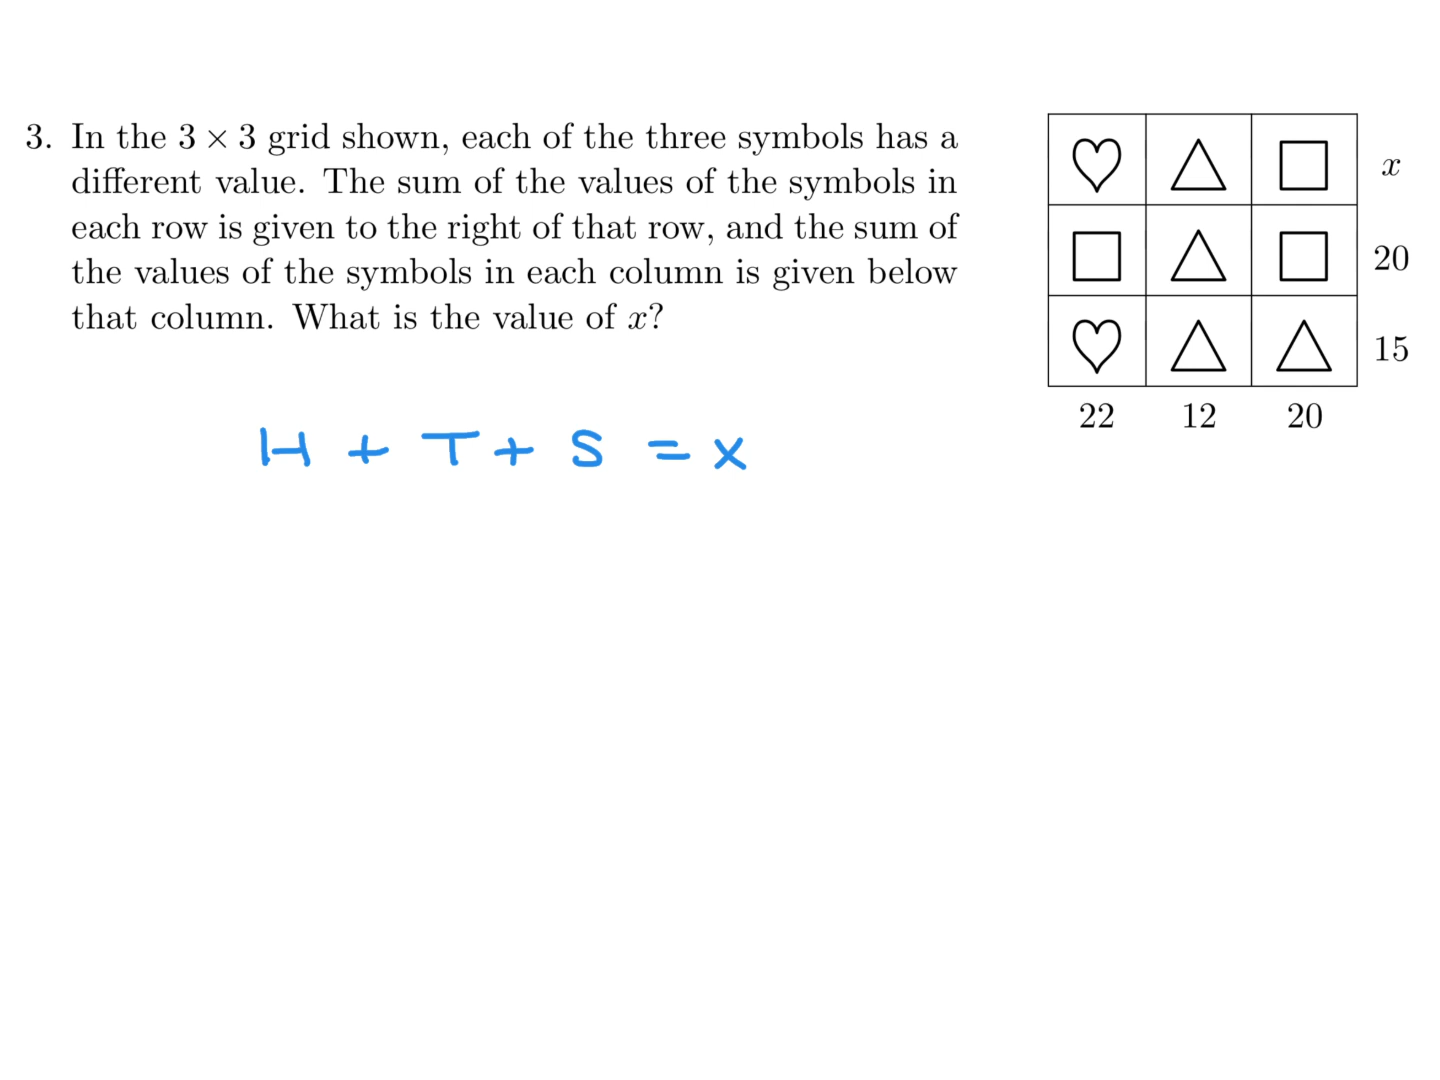 3. In the 3 × 3 grid shown, each of the three symbols has a
different value. The sum of the values of the symbols in
each row is given to the right of that row, and the sum of
the values of the symbols in each column is given below
that column. What is the value of x?
x
20
15
22 12 20
H + T + S = x